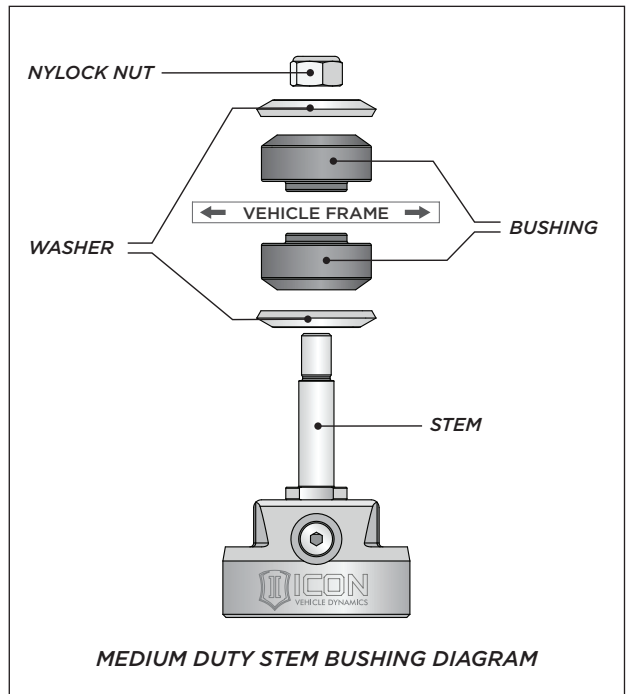 NYLOCK NUT
VEHICLE FRAME
BUSHING
WASHER
STEM
ICON
VEHICLE DYNAMICS
MEDIUM DUTY STEM BUSHING DIAGRAM